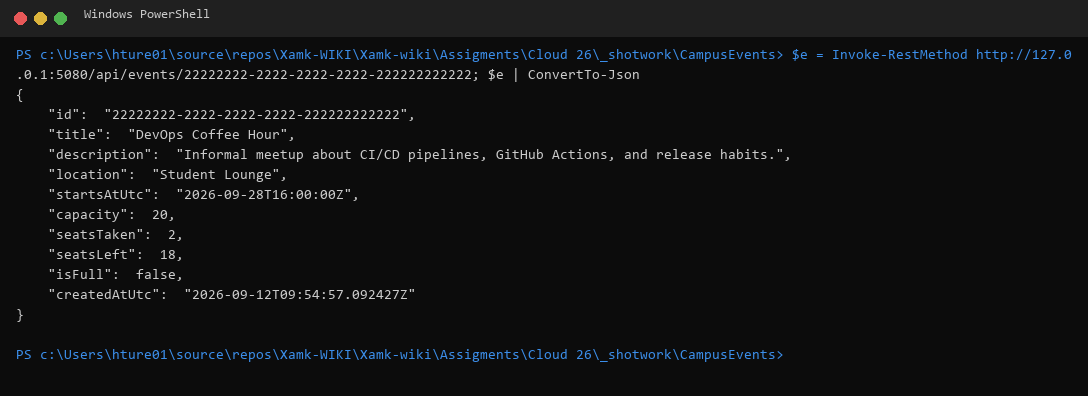 Windows PowerShell
PS c:\Users\hture01\source\repos\Xamk-WIKI\Xamk-wiki\Assigments\Cloud 26\_shotwork\CampusEvents> $e = Invoke-RestMethod http://127.0
.0.1:5080/api/events/22222222-2222-2222-2222-222222222222; $e | ConvertTo-Json
{
    "id":  "22222222-2222-2222-2222-222222222222",
    "title":  "DevOps Coffee Hour",
    "description":  "Informal meetup about CI/CD pipelines, GitHub Actions, and release habits.",
    "location":  "Student Lounge",
    "startsAtUtc":  "2026-09-28T16:00:00Z",
    "capacity":  20,
    "seatsTaken":  2,
    "seatsLeft":  18,
    "isFull":  false,
    "createdAtUtc":  "2026-09-12T09:54:57.092427Z"
}
PS c:\Users\hture01\source\repos\Xamk-WIKI\Xamk-wiki\Assigments\Cloud 26\_shotwork\CampusEvents>